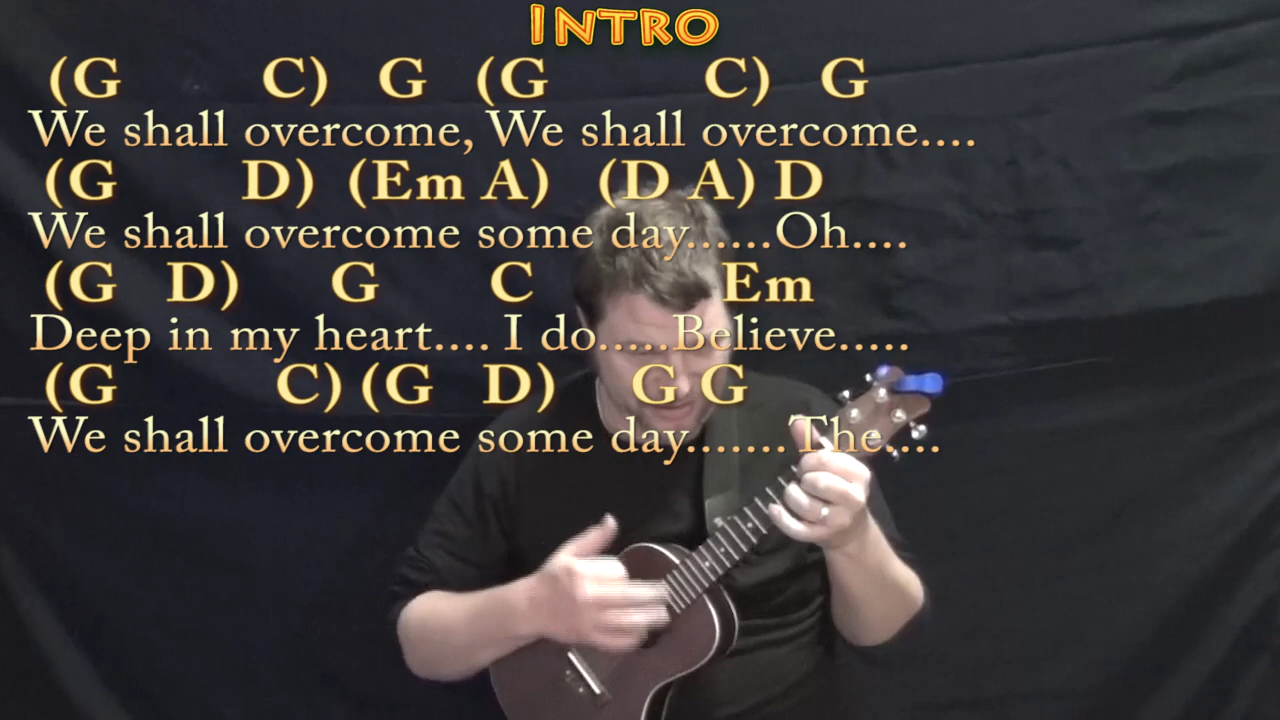 INTRO
(G C) G (G C) G
We shall overcome, We shall overcome....
(G D) (Em A) (D A) D
We shall overcome some day......Oh....
(G D) G C Em
Deep in my heart.... I do.....Believe.....
(G C) (G D) G G
We shall overcome some day.......The....